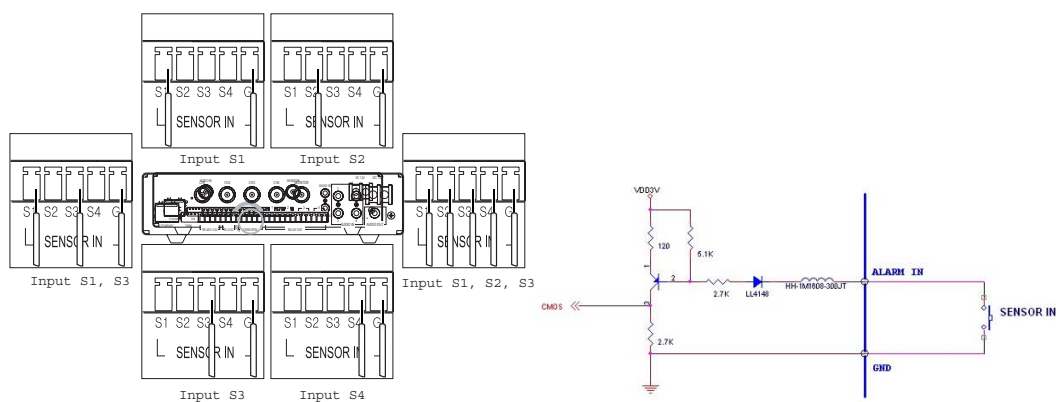 S1 S2 S3 S4 G
SENSOR IN
Input S1
S1 S2 S3 S4 G
SENSOR IN
Input S2
S1 S2 S3 S4 G
SENSOR IN
Input S1, S3
S1 S2 S3 S4 G
SENSOR IN
Input S1, S2, S3
S1 S2 S3 S4 G
SENSOR IN
Input S3
S1 S2 S3 S4 G
SENSOR IN
Input S4
VDD3V
120
5.1K
1
2
3
2.7K
LL4148
HH-1M1608-300JT
ALARM IN
CMOS
SENSOR IN
2.7K
GND